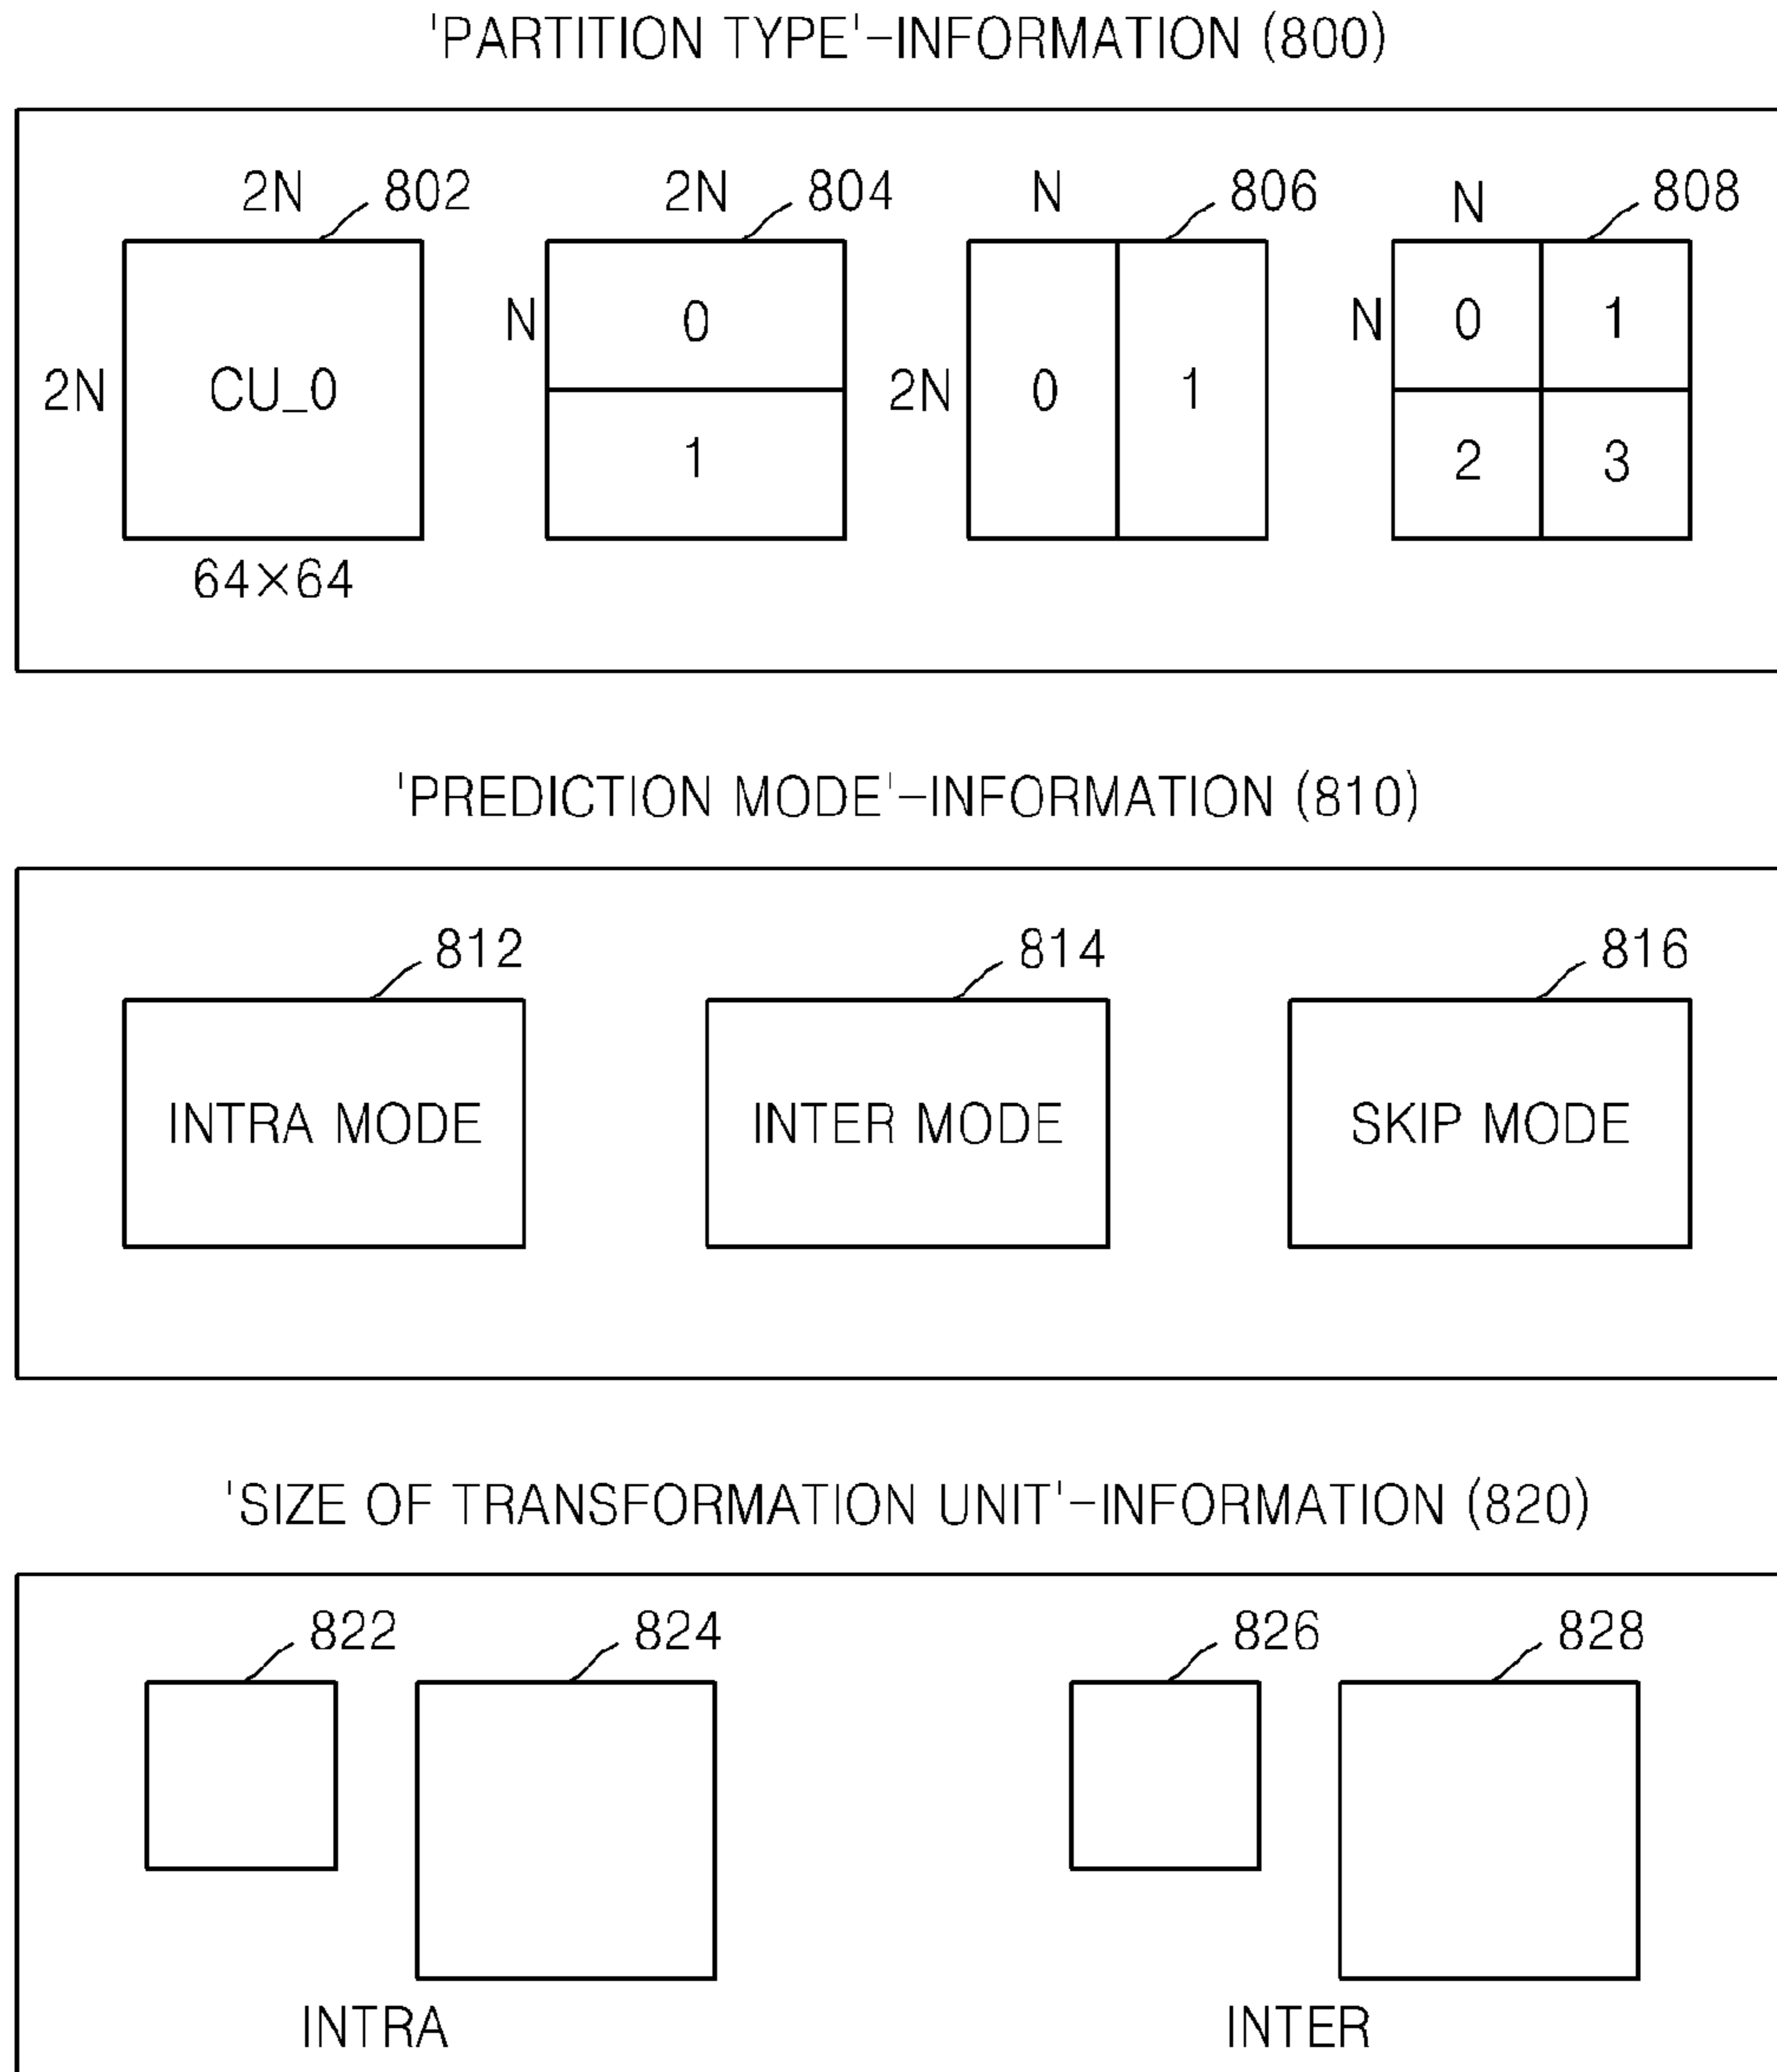 'PARTITION TYPE'-INFORMATION (800)
2N 802 2N 804 N 806 N 808
2N CU_0 N 0 1 2N 0 1 N 0 1 2 3
64×64
'PREDICTION MODE'-INFORMATION (810)
812 814 816
INTRA MODE INTER MODE SKIP MODE
'SIZE OF TRANSFORMATION UNIT'-INFORMATION (820)
822 824 826 828
INTRA INTER